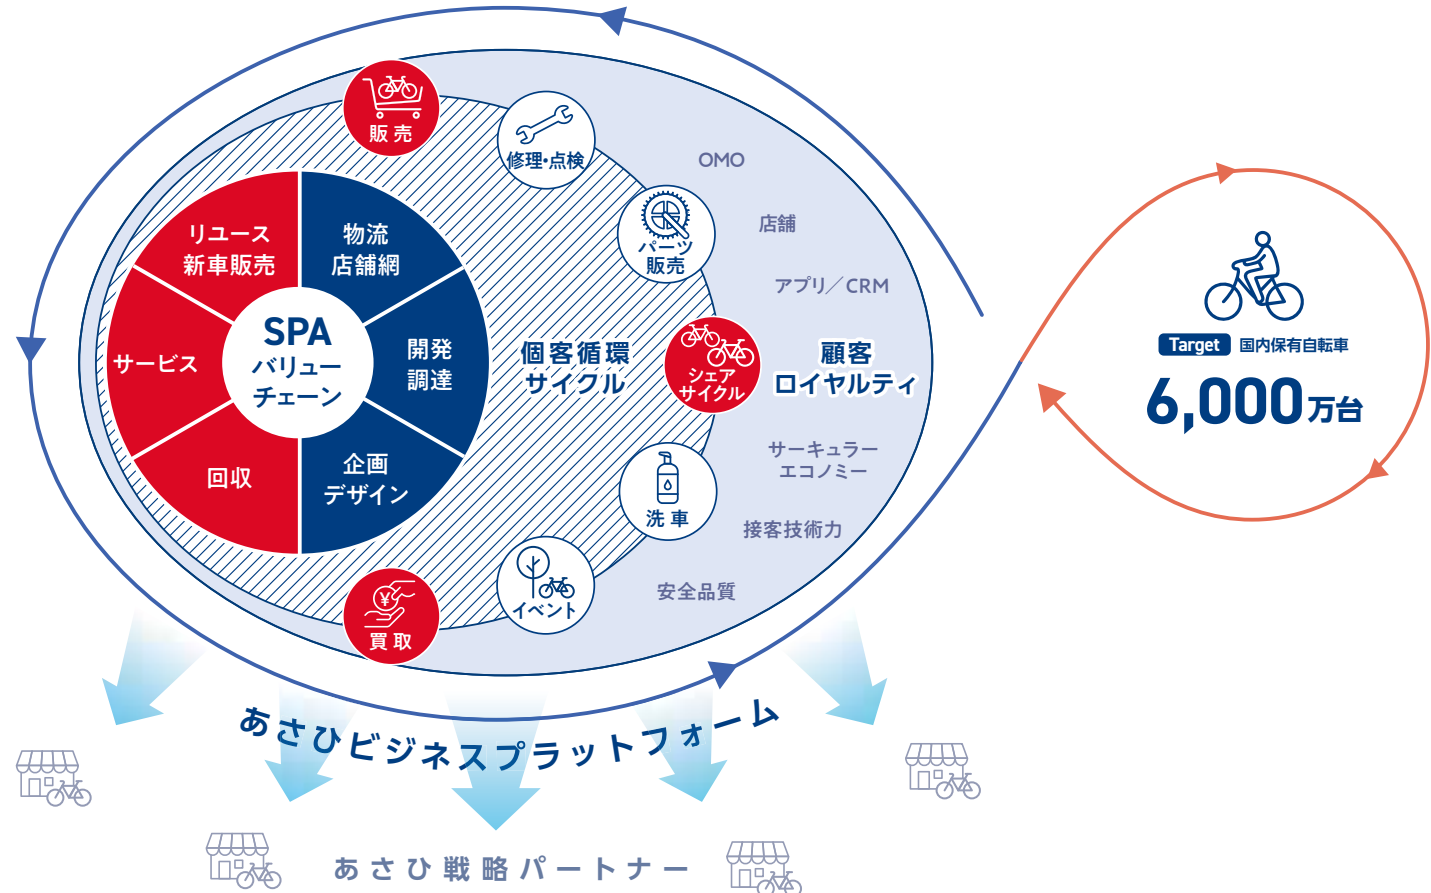 販売
修理・点検
OMO
パーツ
販売
店舗
アプリ／CRM
リユース
新車販売
物流
店舗網
サービス
SPA
バリュー
チェーン
開発
調達
回収
企画
デザイン
個客循環
サイクル
シェア
サイクル
顧客
ロイヤルティ
サーキュラー
エコノミー
洗車
接客技術力
イベント
安全品質
買取
¥
Target 国内保有自転車
6,000万台
あさひビジネスプラットフォーム
あさひ戦略パートナー